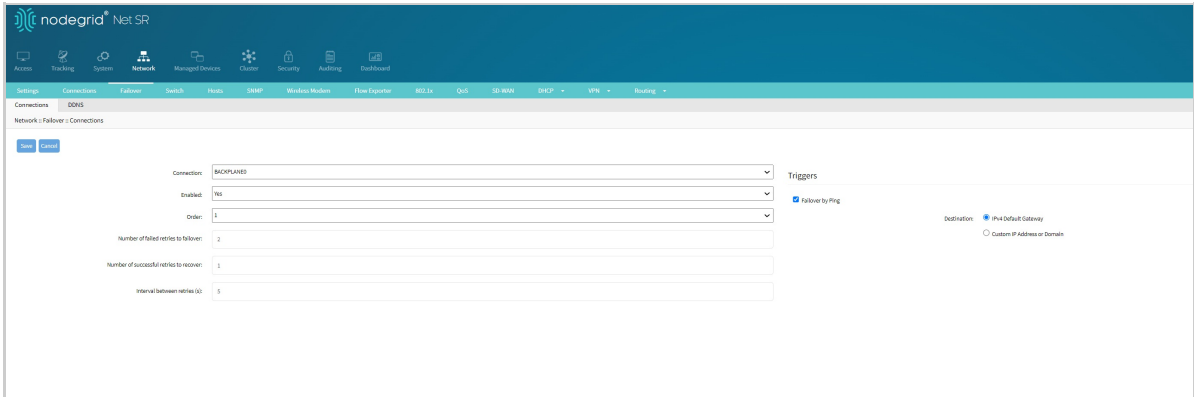 nodegrid® Net SR
Access Tracking System Network Managed Devices Cluster Security Auditing Dashboard
Settings Connections Failover Switch Hosts SNMP Wireless Modem Flow Exporter 802.1x QoS SD-WAN DHCP VPN Routing
Connections DDNS
Network :: Failover :: Connections
Save Cancel
Connection: BACKPLANE0
Triggers
Enabled: Yes
Failover by Ping
Order: 1
Destination: IPv4 Default Gateway
Custom IP Address or Domain
Number of failed retries to failover: 2
Number of successful retries to recover: 1
Interval between retries (s): 5